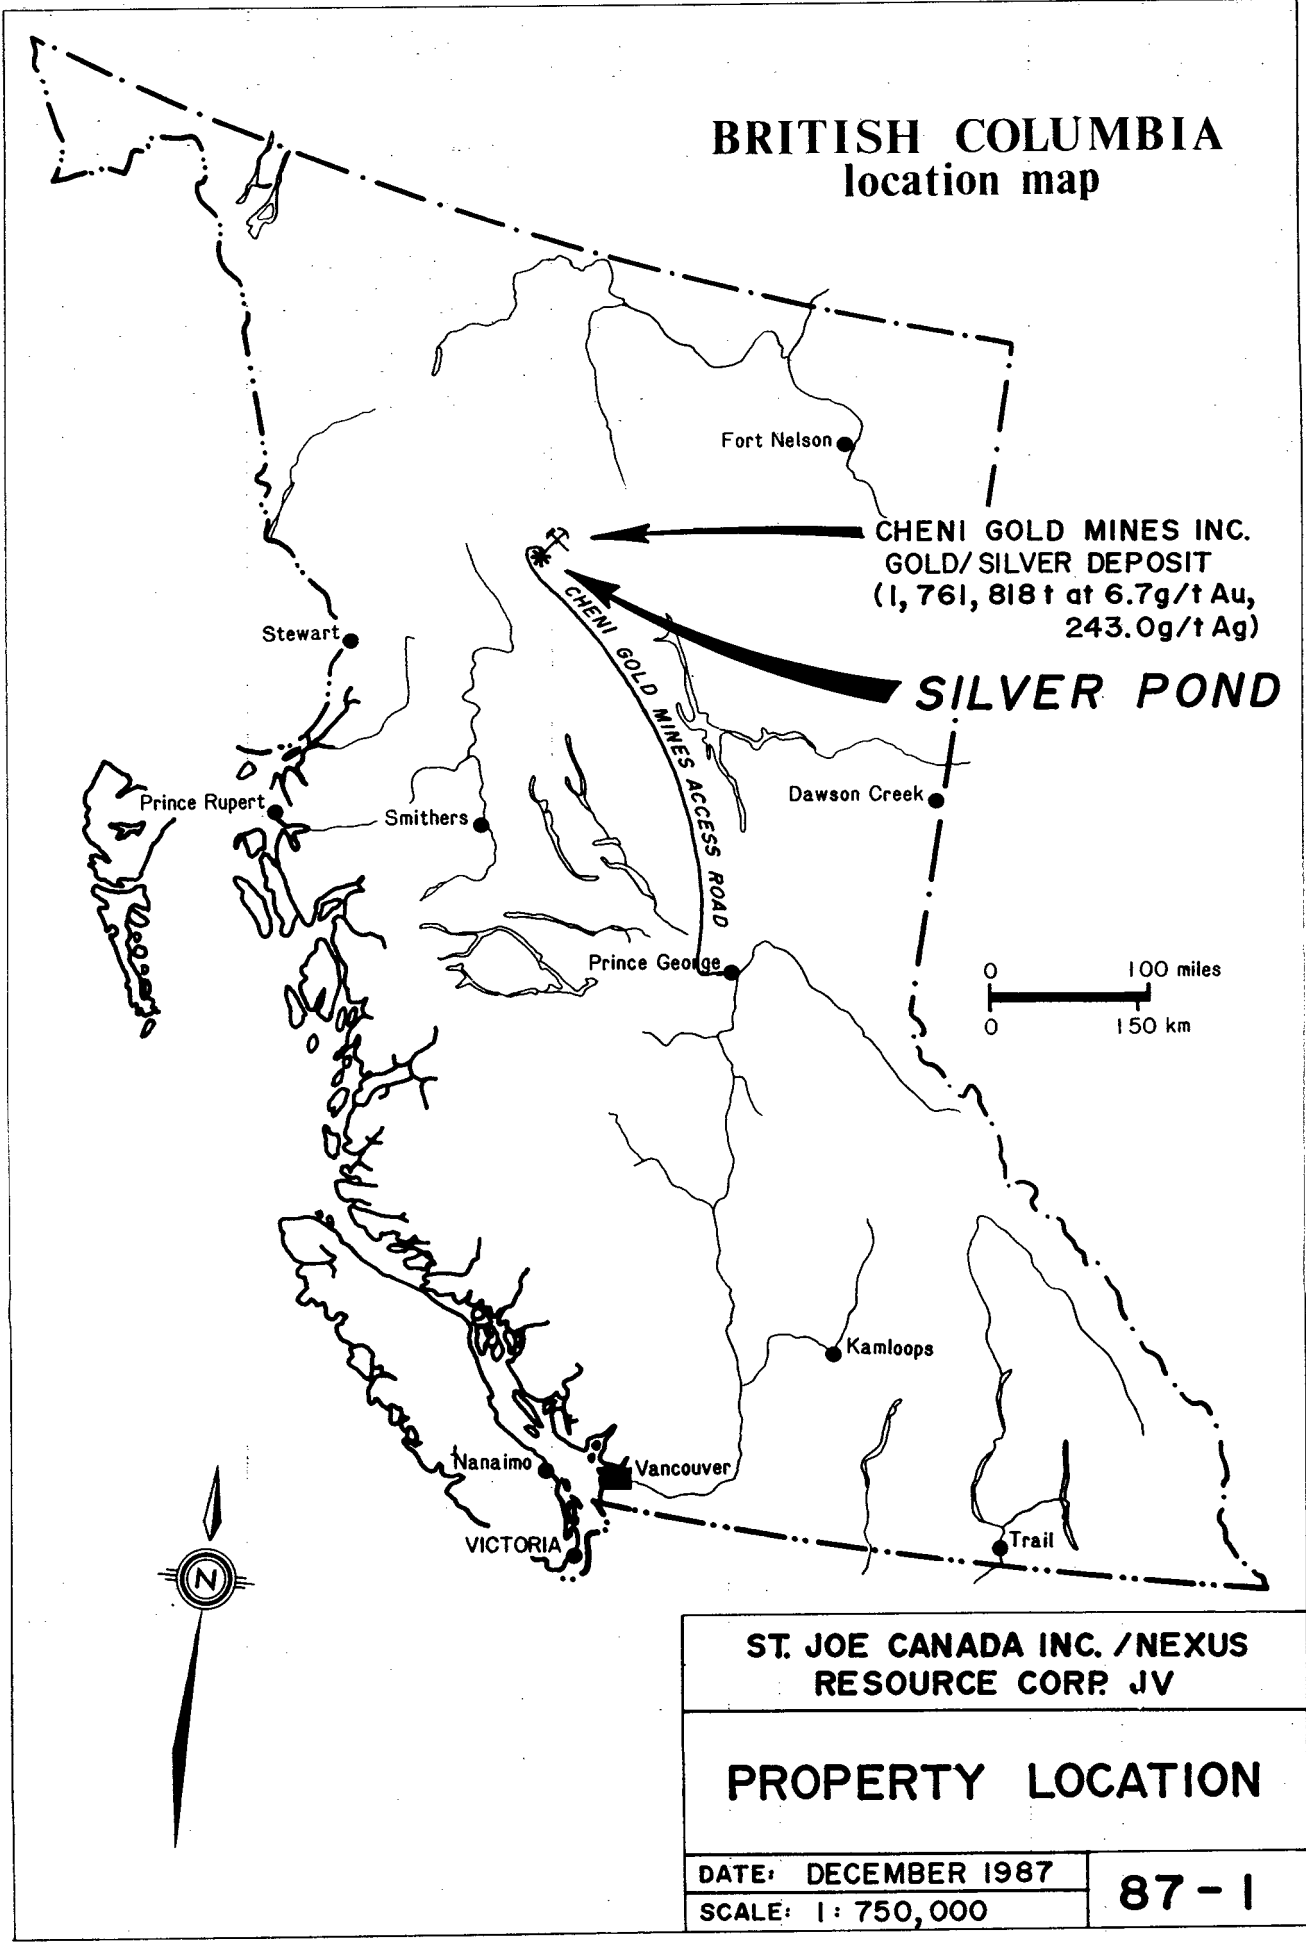 BRITISH COLUMBIA
location map
Fort Nelson
CHENI GOLD MINES INC.
GOLD/SILVER DEPOSIT
(1,761,818t at 6.7g/t Au,
243.0g/t Ag)
Stewart
SILVER POND
CHENI GOLD MINES ACCESS ROAD
Prince Rupert
Smithers
Dawson Creek
Prince George
0 100 miles
0 150 km
Kamloops
Nanaimo
Vancouver
VICTORIA
Trail
N
ST. JOE CANADA INC. /NEXUS
RESOURCE CORP. JV
PROPERTY LOCATION
DATE: DECEMBER 1987
87-1
SCALE: 1:750,000